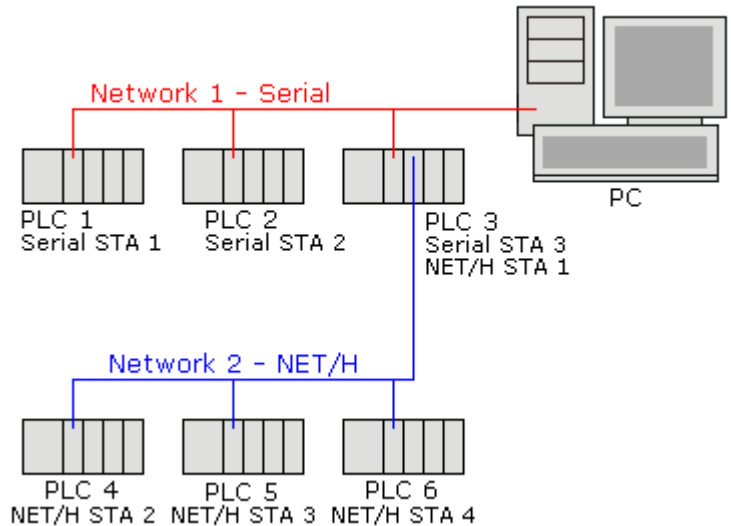 Network 1 - Serial
PC
PLC 1
Serial STA 1
PLC 2
Serial STA 2
PLC 3
Serial STA 3
NET/H STA 1
Network 2 - NET/H
PLC 4
NET/H STA 2
PLC 5
NET/H STA 3
PLC 6
NET/H STA 4